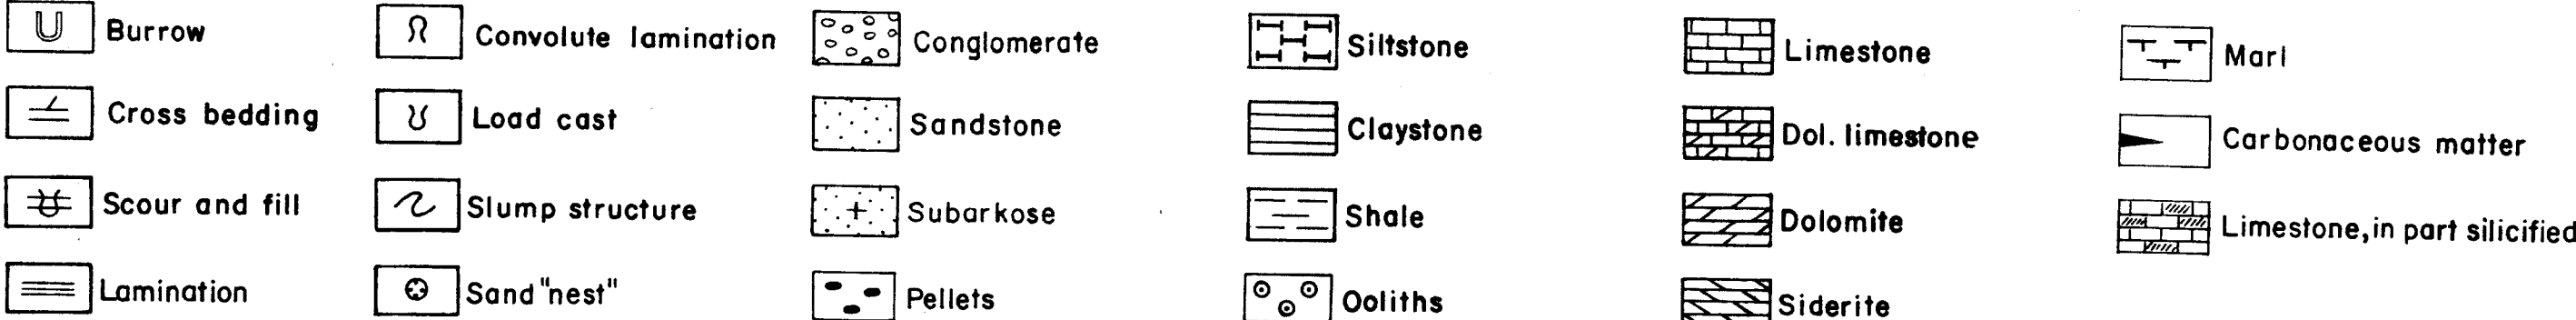 Burrow
Cross bedding
Scour and fill
Lamination
Convolute lamination
Load cast
Slump structure
Sand "nest"
Conglomerate
Sandstone
Subarkose
Pellets
Siltstone
Claystone
Shale
Ooliths
Limestone
Dol. limestone
Dolomite
Siderite
Marl
Carbonaceous matter
Limestone, in part silicified